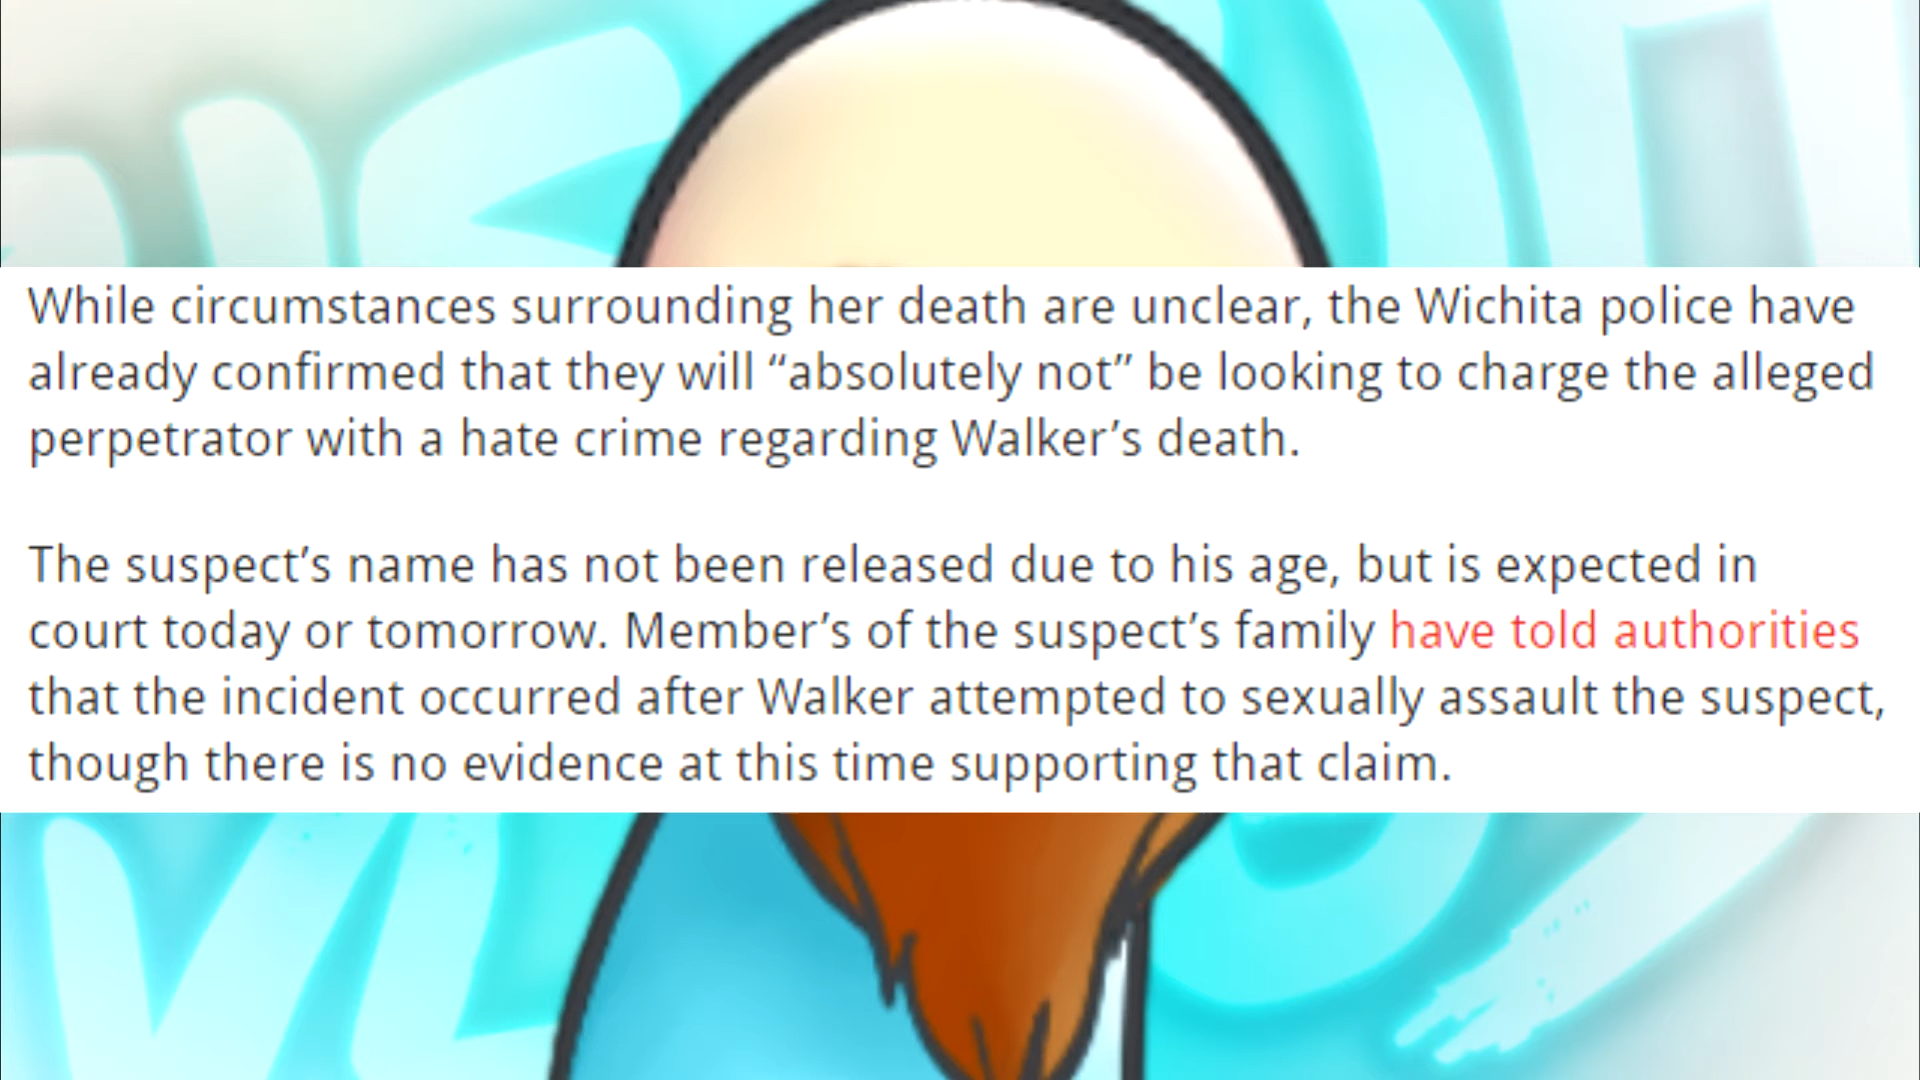 While circumstances surrounding her death are unclear, the Wichita police have
already confirmed that they will “absolutely not” be looking to charge the alleged
perpetrator with a hate crime regarding Walker’s death.
The suspect’s name has not been released due to his age, but is expected in
court today or tomorrow. Member’s of the suspect’s family have told authorities
that the incident occurred after Walker attempted to sexually assault the suspect,
though there is no evidence at this time supporting that claim.